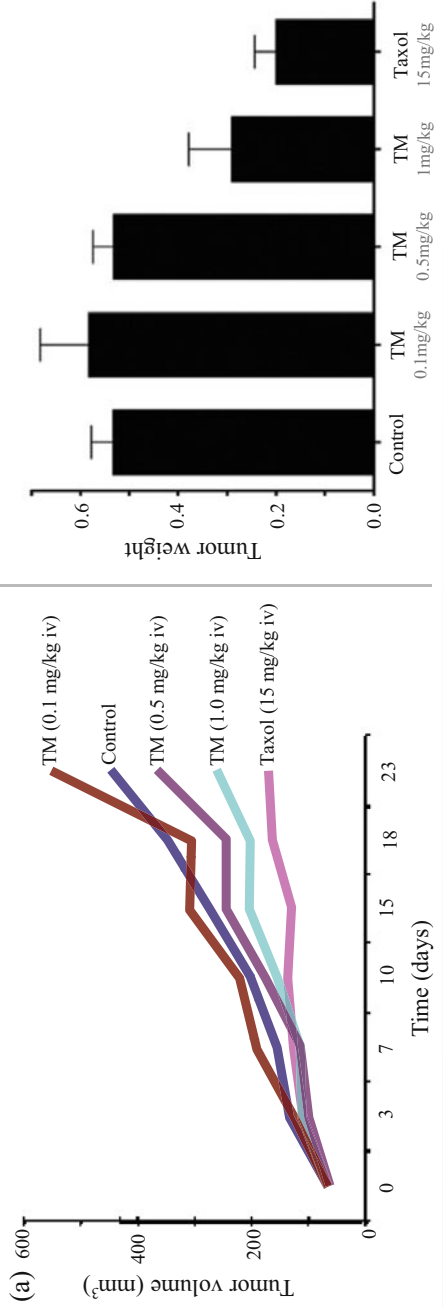 (a)
Tumor volume (mm³)
600
400
200
0
0 3 7 10 15 18 23
Time (days)
TM (0.1 mg/kg iv)
Control
TM (0.5 mg/kg iv)
TM (1.0 mg/kg iv)
Taxol (15 mg/kg iv)
Tumor weight
0.6
0.4
0.2
0.0
Control TM TM TM Taxol
0.1mg/kg 0.5mg/kg 1mg/kg 15mg/kg